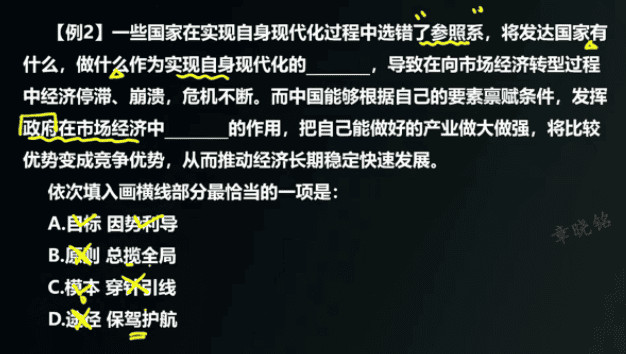 【例2】一些国家在实现自身现代化过程中选错了参照系，将发达国家有
什么，做什么作为实现自身现代化的________，导致在向市场经济转型过程
中经济停滞、崩溃，危机不断。而中国能够根据自己的要素禀赋条件，发挥
政府在市场经济中________的作用，把自己能做好的产业做大做强，将比较
优势变成竞争优势，从而推动经济长期稳定快速发展。
依次填入画横线部分最恰当的一项是：
A.目标 因势利导
B.原则 总揽全局
C.模本 穿针引线
D.途径 保驾护航
章晓铭